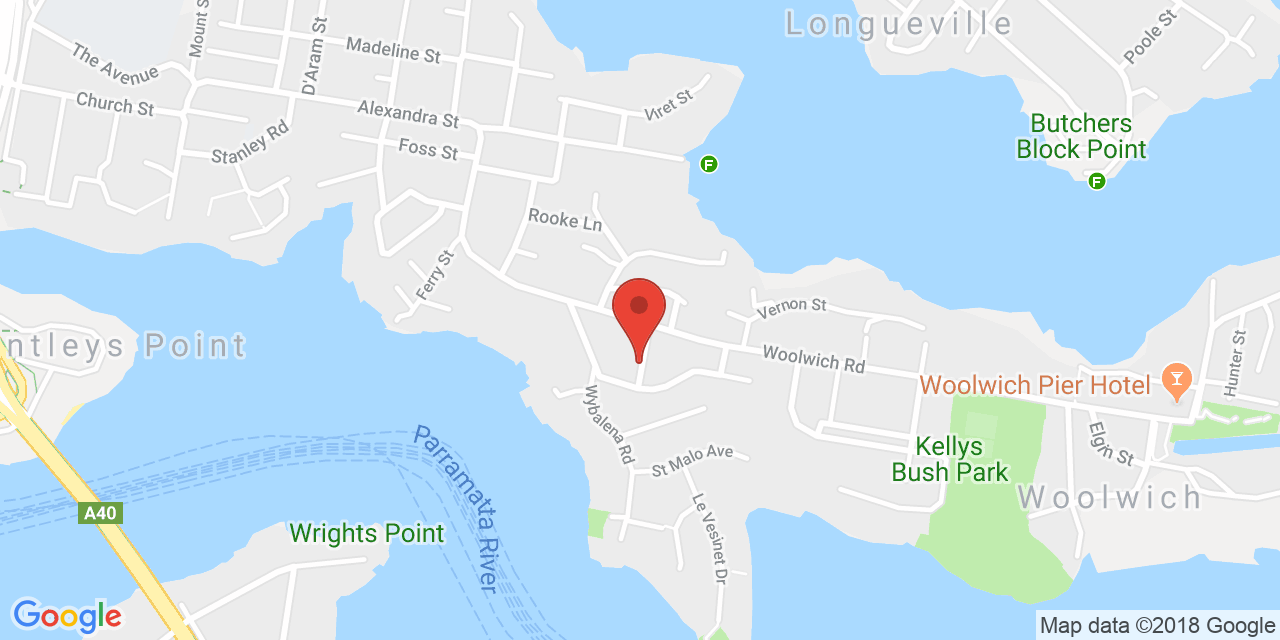 Longueville
Mount S
D'Aram St
Madeline St
Poole St
The Avenue
Church St
Alexandra St
Viret St
Stanley Rd
Foss St
Butchers
Block Point
F
F
Rooke Ln
Ferry St
Vernon St
ntleys Point
Woolwich Rd
Hunter St
Woolwich Pier Hotel
Wybalena Rd
Elgin St
Kellys
Bush Park
Parramatta River
St Malo Ave
Woolwich
Le Vesinet Dr
A40
Wrights Point
Google
Map data ©2018 Google